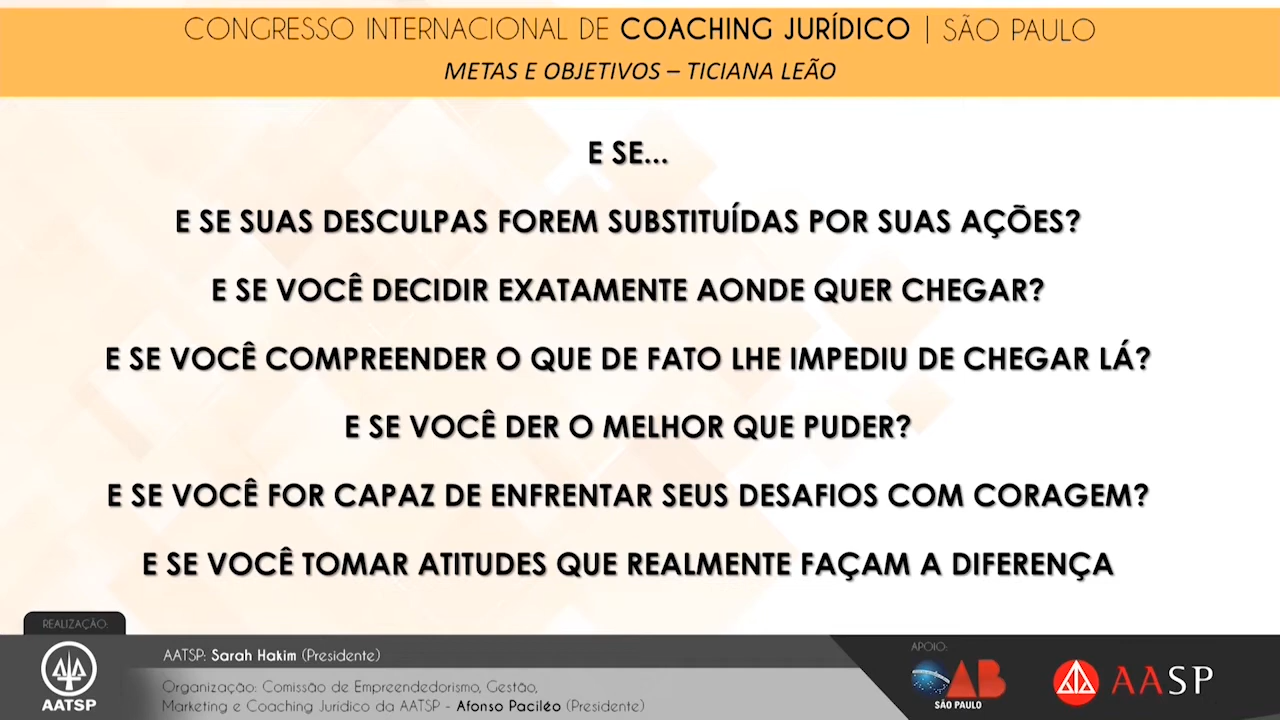 CONGRESSO INTERNACIONAL DE COACHING JURÍDICO | SÃO PAULO
METAS E OBJETIVOS – TICIANA LEÃO
E SE...
E SE SUAS DESCULPAS FOREM SUBSTITUÍDAS POR SUAS AÇÕES?
E SE VOCÊ DECIDIR EXATAMENTE AONDE QUER CHEGAR?
E SE VOCÊ COMPREENDER O QUE DE FATO LHE IMPEDIU DE CHEGAR LÁ?
E SE VOCÊ DER O MELHOR QUE PUDER?
E SE VOCÊ FOR CAPAZ DE ENFRENTAR SEUS DESAFIOS COM CORAGEM?
E SE VOCÊ TOMAR ATITUDES QUE REALMENTE FAÇAM A DIFERENÇA
REALIZAÇÃO:
AATSP
AATSP: Sarah Hakim (Presidente)
Organização: Comissão de Empreendedorismo, Gestão,
Marketing e Coaching Jurídico da AATSP - Afonso Paciléo (Presidente)
APOIO:
OAB
SÃO PAULO
AASP